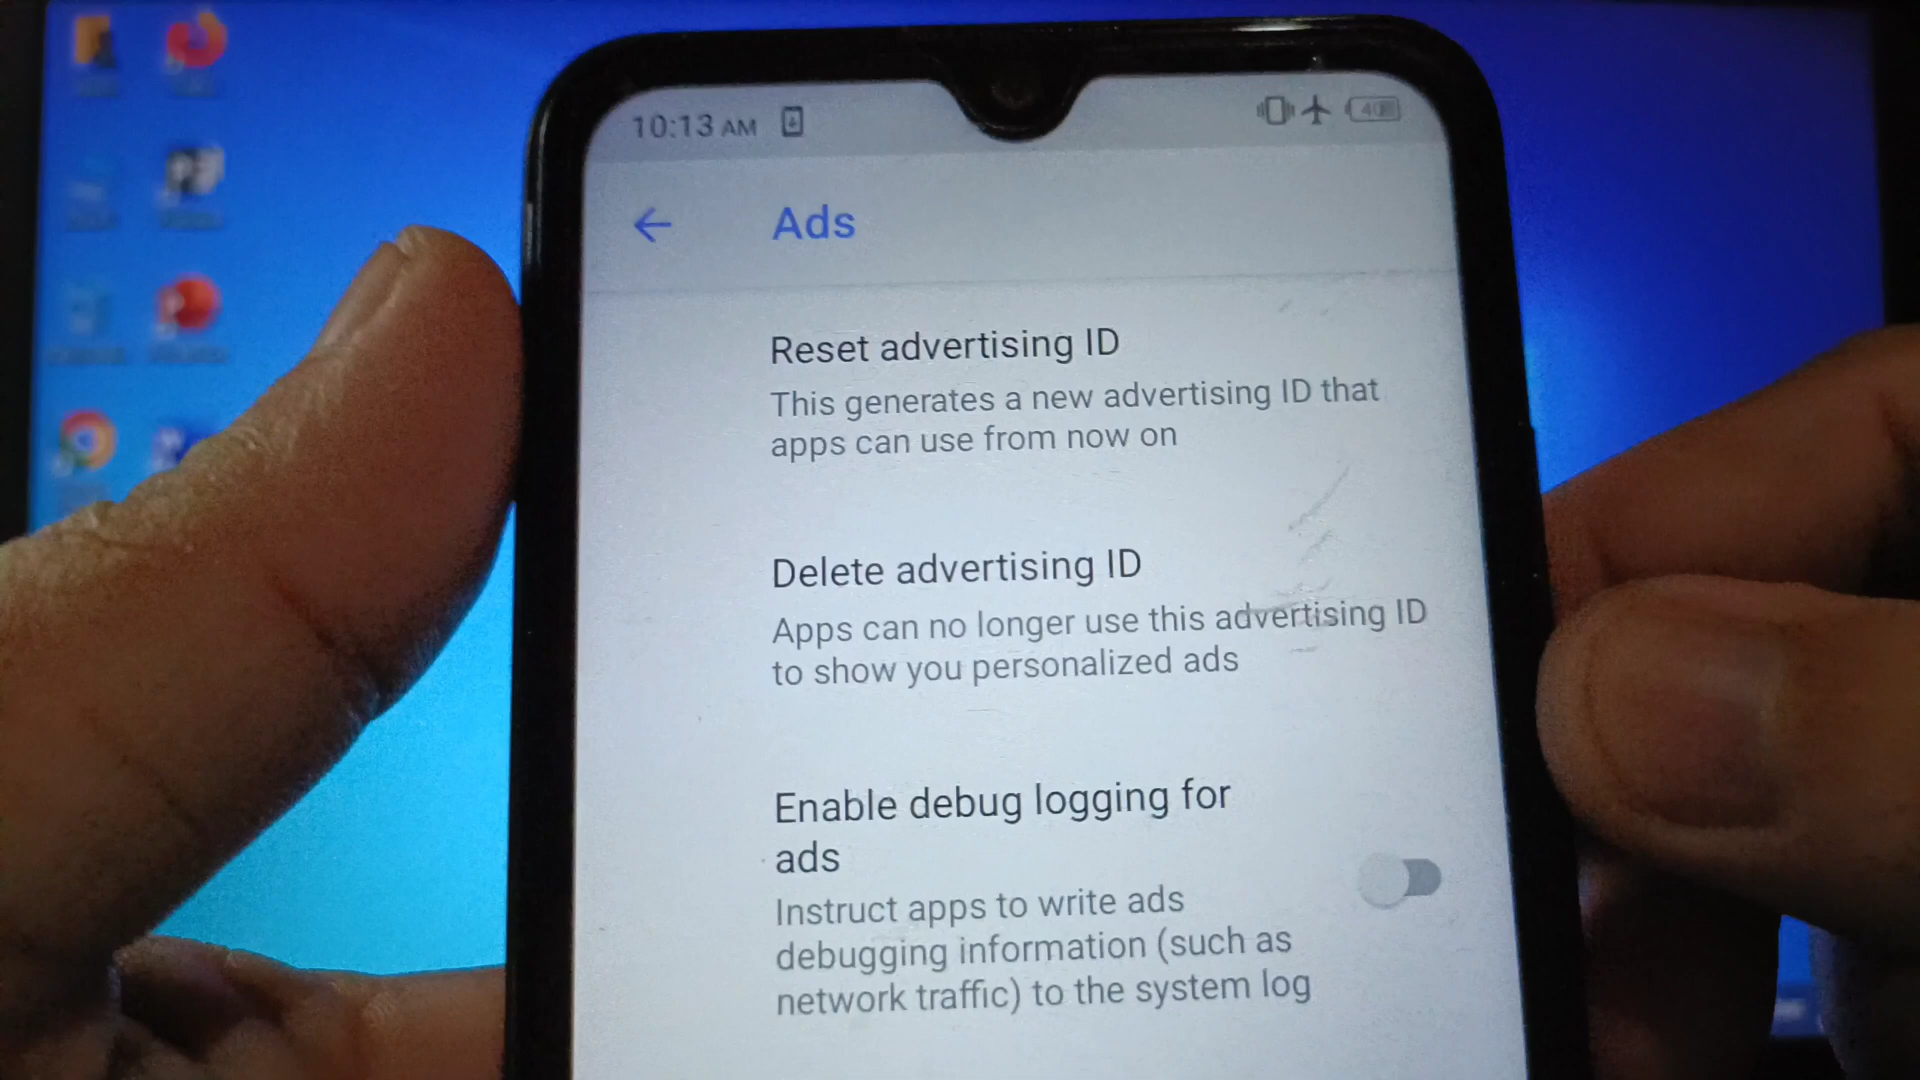 10:13 AM
40
Ads
Reset advertising ID
This generates a new advertising ID that
apps can use from now on
Delete advertising ID
Apps can no longer use this advertising ID
to show you personalized ads
Enable debug logging for
ads
Instruct apps to write ads
debugging information (such as
network traffic) to the system log